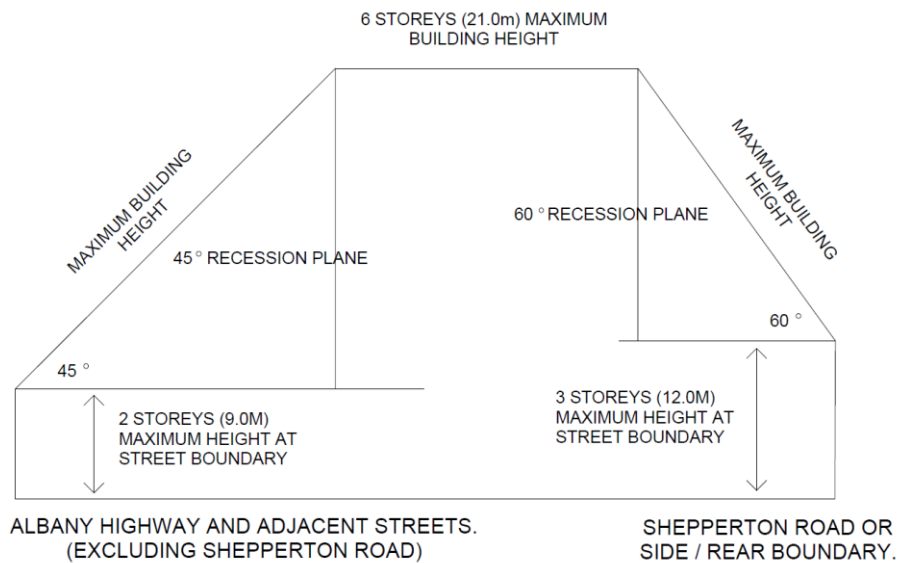 6 STOREYS (21.0m) MAXIMUM
BUILDING HEIGHT
MAXIMUM BUILDING
HEIGHT
45° RECESSION PLANE
45°
2 STOREYS (9.0M)
MAXIMUM HEIGHT AT
STREET BOUNDARY
MAXIMUM BUILDING
HEIGHT
60° RECESSION PLANE
60°
3 STOREYS (12.0M)
MAXIMUM HEIGHT AT
STREET BOUNDARY
ALBANY HIGHWAY AND ADJACENT STREETS.
(EXCLUDING SHEPPERTON ROAD)
SHEPPERTON ROAD OR
SIDE / REAR BOUNDARY.